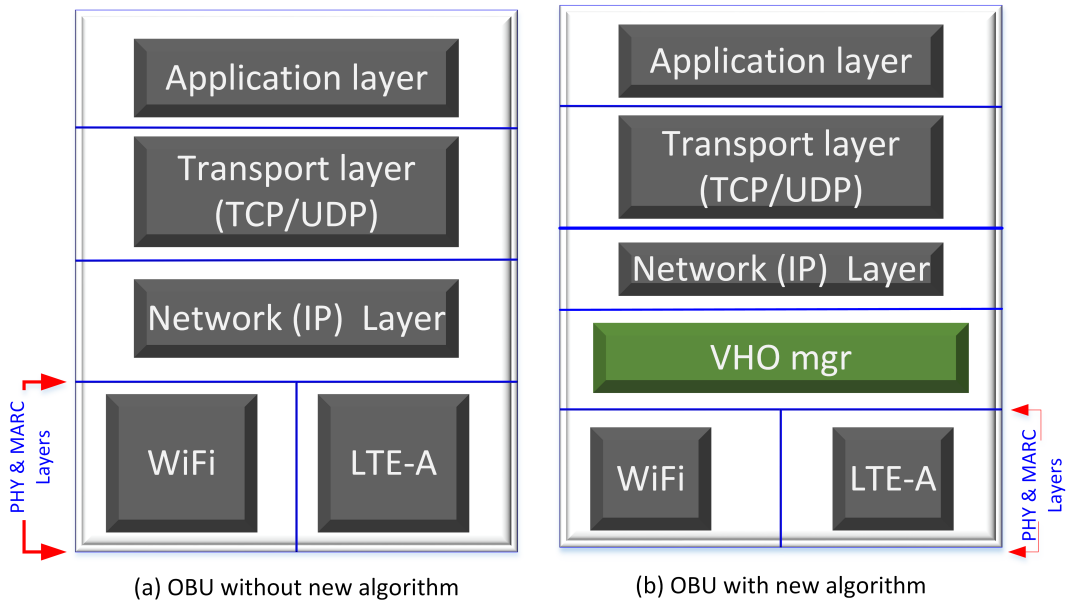 Application layer
Transport layer
(TCP/UDP)
Network (IP)  Layer
PHY & MARC
Layers
WiFi
LTE-A
(a) OBU without new algorithm
Application layer
Transport layer
(TCP/UDP)
Network (IP)  Layer
VHO mgr
WiFi
LTE-A
PHY & MARC
Layers
(b) OBU with new algorithm